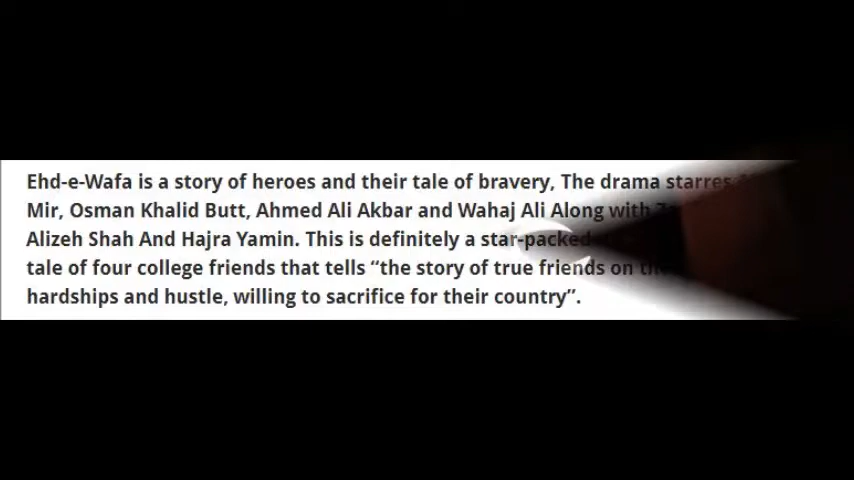 Ehd-e-Wafa is a story of heroes and their tale of bravery, The drama starres
Mir, Osman Khalid Butt, Ahmed Ali Akbar and Wahaj Ali Along with
Alizeh Shah And Hajra Yamin. This is definitely a star-packed
tale of four college friends that tells “the story of true friends on
hardships and hustle, willing to sacrifice for their country”.